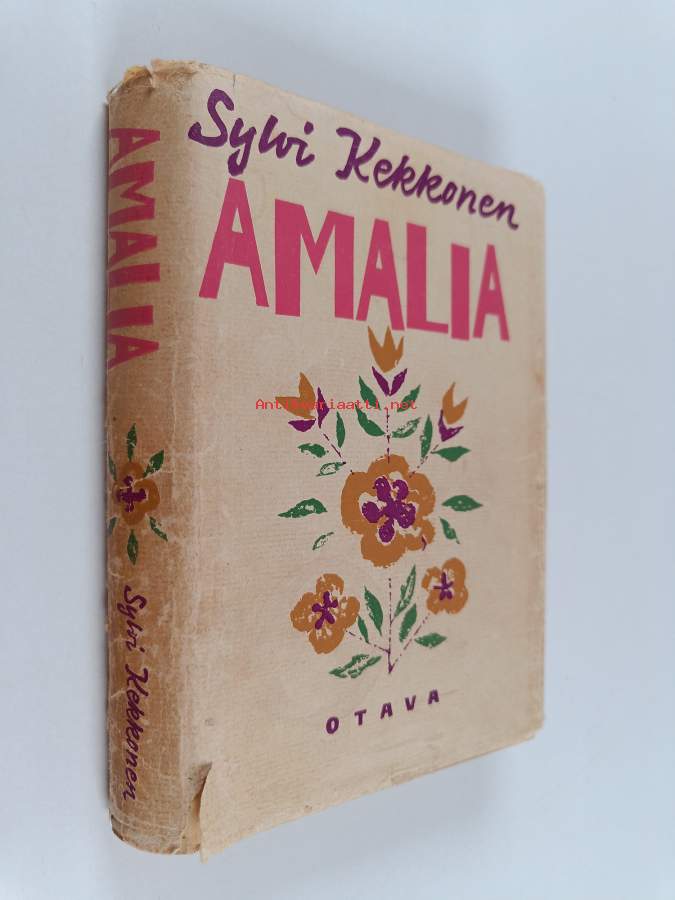 Sylvi Kekkonen
AMALIA
Antikvariaatti.net
OTAVA
AMALIA
Sylvi Kekkonen